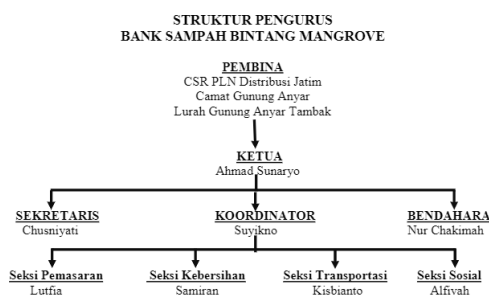 STRUKTUR PENGURUS
BANK SAMPAH BINTANG MANGROVE
PEMBINA
CSR PLN Distribusi Jatim
Camat Gunung Anyar
Lurah Gunung Anyar Tambak
KETUA
Ahmad Sunaryo
SEKRETARIS KOORDINATOR BENDAHARA
Chusniyati Suyikno Nur Chakimah
Seksi Pemasaran Seksi Kebersihan Seksi Transportasi Seksi Sosial
Lutfia Samiran Kisbianto Alfivah